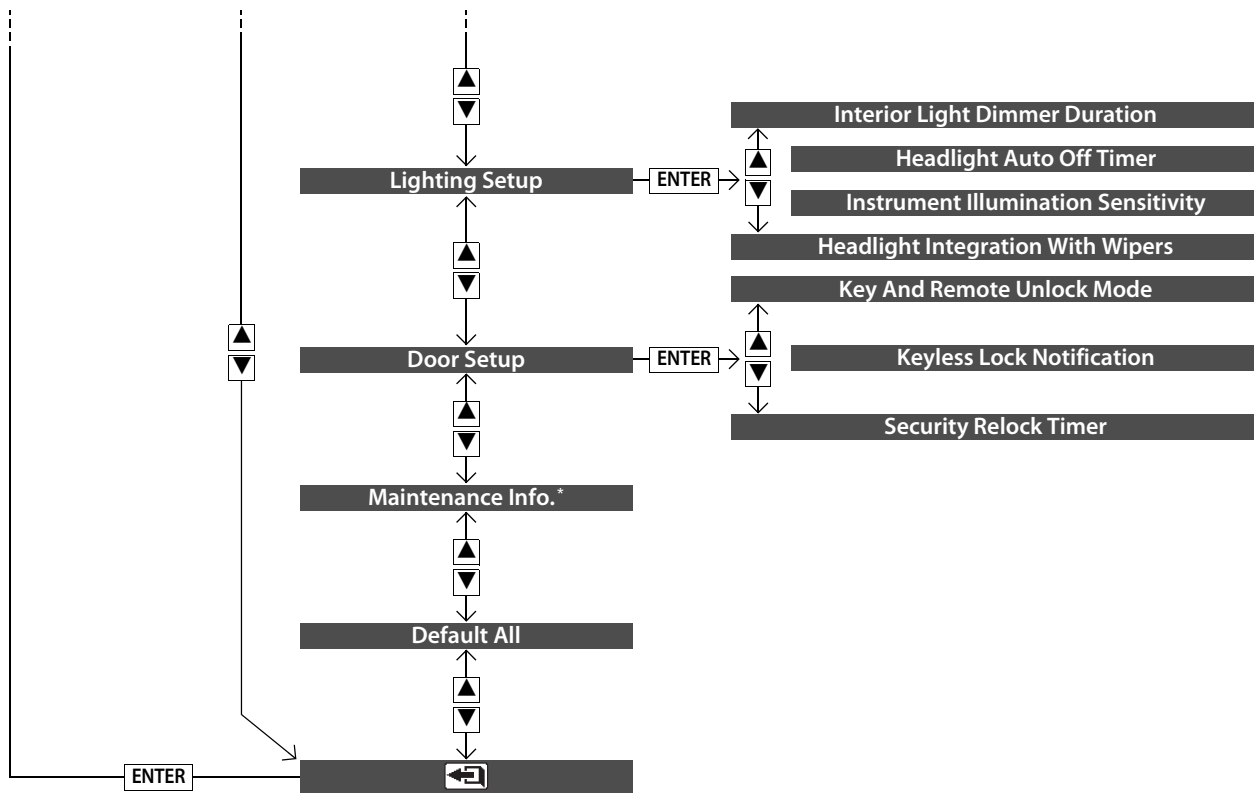 Interior Light Dimmer Duration
Headlight Auto Off Timer
Lighting Setup
ENTER
Instrument Illumination Sensitivity
Headlight Integration With Wipers
Key And Remote Unlock Mode
Door Setup
ENTER
Keyless Lock Notification
Security Relock Timer
Maintenance Info.*
Default All
ENTER